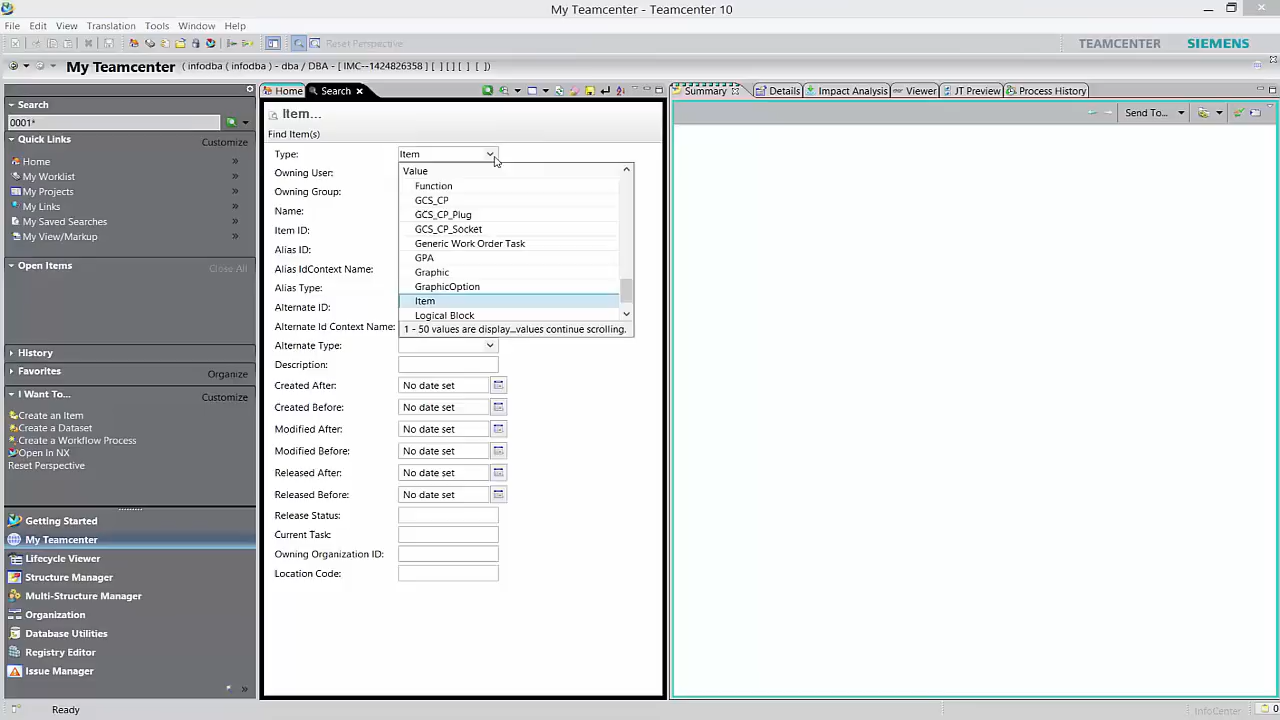 My Teamcenter - Teamcenter 10
File Edit View Translation Tools Window Help
Reset Perspective
TEAMCENTER SIEMENS
My Teamcenter ( infodba ( infodba ) - dba / DBA - [ IMC--1424826358 ] [ ] [ ] [ ] [ ] )
Search
0001*
Quick Links
Customize
Home
My Worklist
My Projects
My Links
My Saved Searches
My View/Markup
Open Items
Close All
History
Favorites
Organize
I Want To...
Customize
Create an Item
Create a Dataset
Create a Workflow Process
Open In NX
Reset Perspective
Getting Started
My Teamcenter
Lifecycle Viewer
Structure Manager
Multi-Structure Manager
Organization
Database Utilities
Registry Editor
Issue Manager
Ready
Home Search
Item...
Find Item(s)
Type: Item
Owning User:
Owning Group:
Name:
Item ID:
Alias ID:
Alias IdContext Name:
Alias Type:
Alternate ID:
Alternate Id Context Name:
Alternate Type:
Description:
Created After: No date set
Created Before: No date set
Modified After: No date set
Modified Before: No date set
Released After: No date set
Released Before: No date set
Release Status:
Current Task:
Owning Organization ID:
Location Code:
Value
Function
GCS_CP
GCS_CP_Plug
GCS_CP_Socket
Generic Work Order Task
GPA
Graphic
GraphicOption
Item
Logical Block
1 - 50 values are display...values continue scrolling.
Summary Details Impact Analysis Viewer JT Preview Process History
Send To...
InfoCenter 0